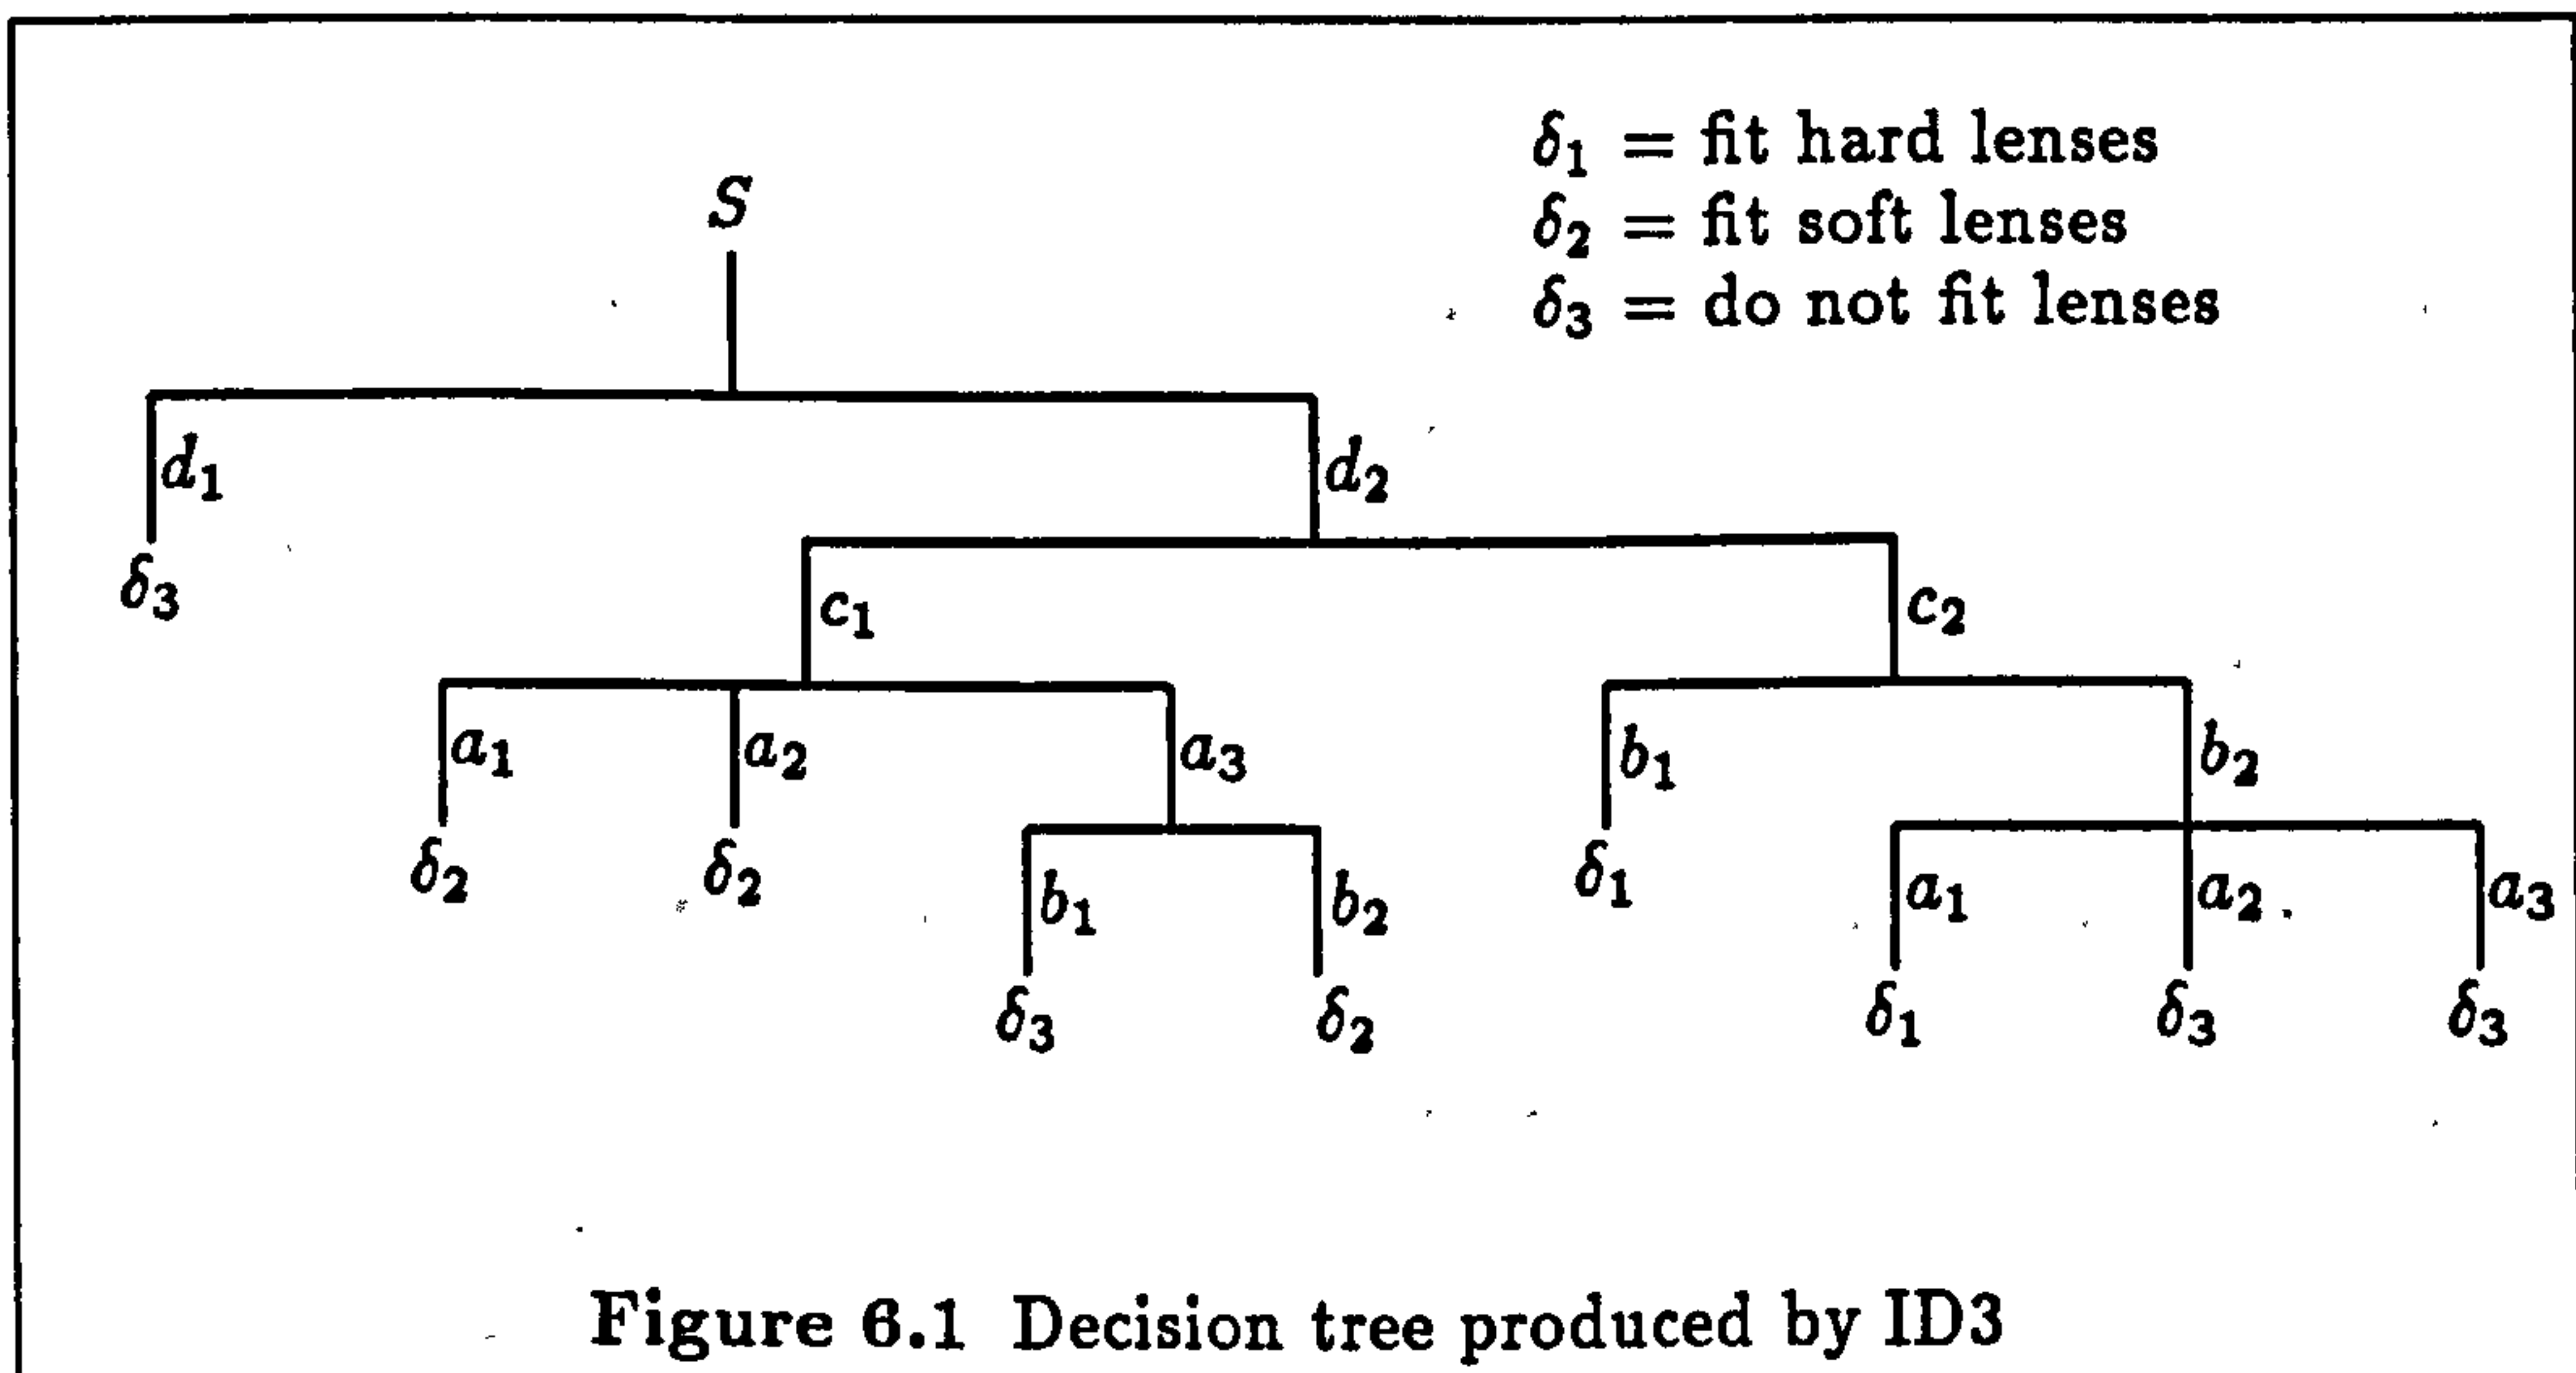 δ₁ = fit hard lenses
S
δ₂ = fit soft lenses
δ₃ = do not fit lenses
d₁ d₂
δ₃ c₁ c₂
a₁ a₂ a₃ b₁ b₂
δ₂ δ₂ b₁ b₂ δ₁ a₁ a₂ a₃
δ₃ δ₂ δ₁ δ₃ δ₃
Figure 6.1 Decision tree produced by ID3